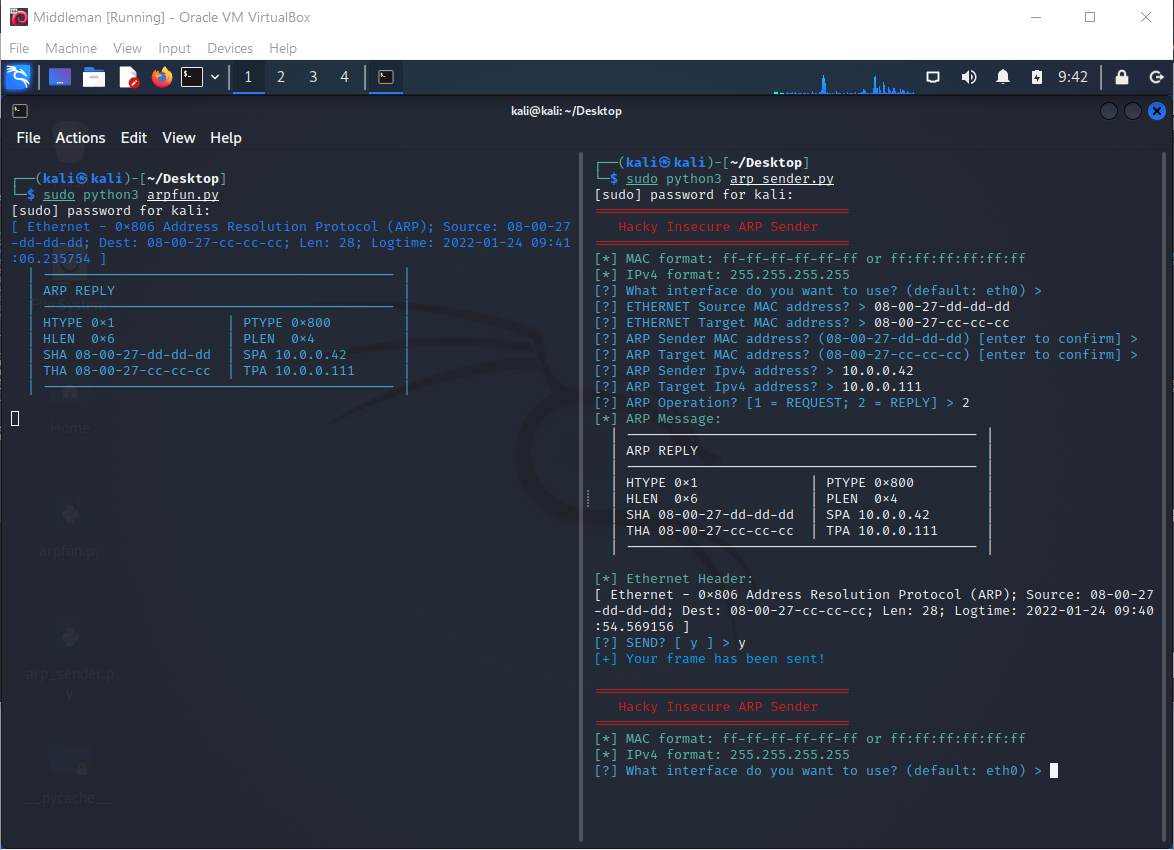 Middleman [Running] - Oracle VM VirtualBox
File Machine View Input Devices Help
1 2 3 4 9:42
kali@kali: ~/Desktop
File Actions Edit View Help
┌──(kali㉿kali)-[~/Desktop]
└─$ sudo python3 arpfun.py
[sudo] password for kali:
[ Ethernet - 0×806 Address Resolution Protocol (ARP); Source: 08-00-27
-dd-dd-dd; Dest: 08-00-27-cc-cc-cc; Len: 28; Logtime: 2022-01-24 09:41
:06.235754 ]
ARP REPLY
HTYPE 0×1 | PTYPE 0×800
HLEN 0×6 | PLEN 0×4
SHA 08-00-27-dd-dd-dd | SPA 10.0.0.42
THA 08-00-27-cc-cc-cc | TPA 10.0.0.111
Home
arpfun.py
arp_sender.p
y
__pycache__
┌──(kali㉿kali)-[~/Desktop]
└─$ sudo python3 arp_sender.py
[sudo] password for kali:
Hacky Insecure ARP Sender
[*] MAC format: ff-ff-ff-ff-ff-ff or ff:ff:ff:ff:ff:ff
[*] IPv4 format: 255.255.255.255
[?] What interface do you want to use? (default: eth0) >
[?] ETHERNET Source MAC address? > 08-00-27-dd-dd-dd
[?] ETHERNET Target MAC address? > 08-00-27-cc-cc-cc
[?] ARP Sender MAC address? (08-00-27-dd-dd-dd) [enter to confirm] >
[?] ARP Target MAC address? (08-00-27-cc-cc-cc) [enter to confirm] >
[?] ARP Sender Ipv4 address? > 10.0.0.42
[?] ARP Target Ipv4 address? > 10.0.0.111
[?] ARP Operation? [1 = REQUEST; 2 = REPLY] > 2
[*] ARP Message:
ARP REPLY
HTYPE 0×1 | PTYPE 0×800
HLEN 0×6 | PLEN 0×4
SHA 08-00-27-dd-dd-dd | SPA 10.0.0.42
THA 08-00-27-cc-cc-cc | TPA 10.0.0.111
[*] Ethernet Header:
[ Ethernet - 0×806 Address Resolution Protocol (ARP); Source: 08-00-27
-dd-dd-dd; Dest: 08-00-27-cc-cc-cc; Len: 28; Logtime: 2022-01-24 09:40
:54.569156 ]
[?] SEND? [ y ] > y
[+] Your frame has been sent!
Hacky Insecure ARP Sender
[*] MAC format: ff-ff-ff-ff-ff-ff or ff:ff:ff:ff:ff:ff
[*] IPv4 format: 255.255.255.255
[?] What interface do you want to use? (default: eth0) >